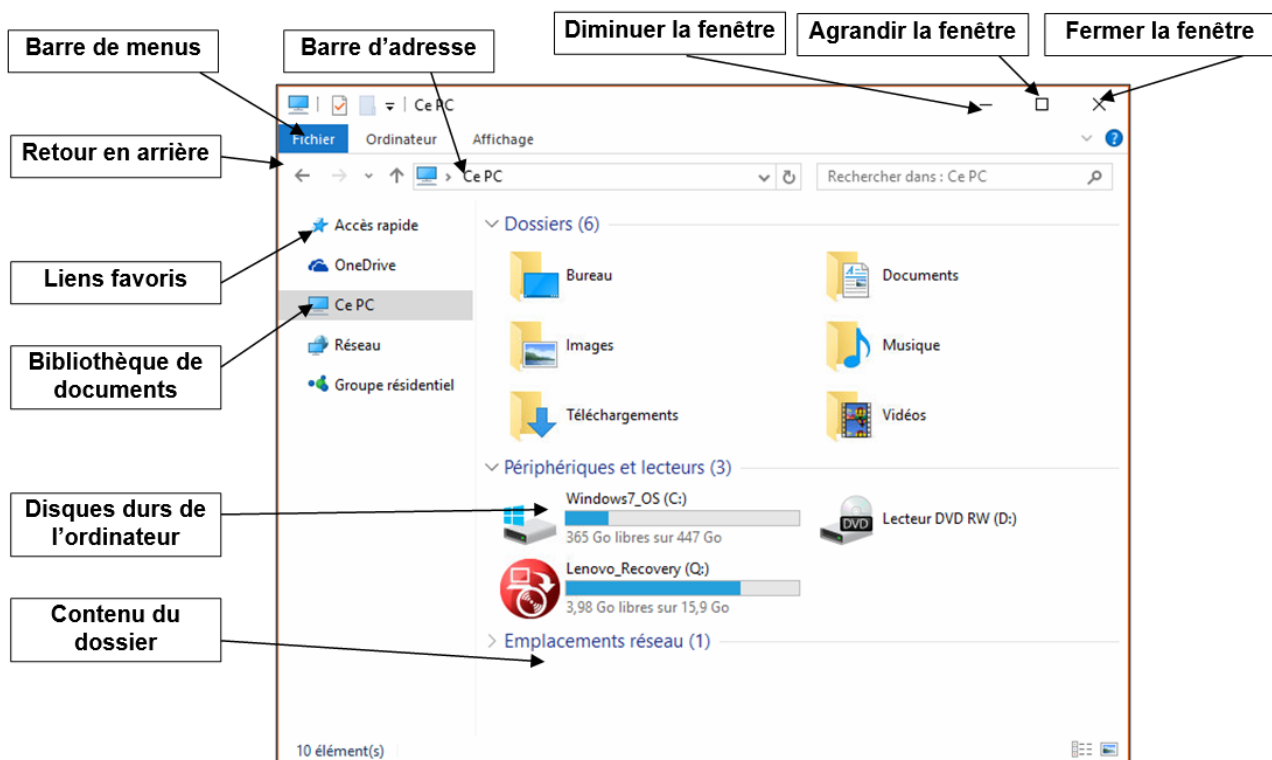 Barre de menus
Barre d’adresse
Diminuer la fenêtre
Agrandir la fenêtre
Fermer la fenêtre
Ce PC
Fichier Ordinateur Affichage
Retour en arrière
Ce PC
Rechercher dans : Ce PC
Accès rapide
OneDrive
Ce PC
Réseau
Groupe résidentiel
Liens favoris
Bibliothèque de
documents
Disques durs de
l’ordinateur
Contenu du
dossier
Dossiers (6)
Bureau
Documents
Images
Musique
Téléchargements
Vidéos
Périphériques et lecteurs (3)
Windows7_OS (C:)
365 Go libres sur 447 Go
DVD
Lecteur DVD RW (D:)
Lenovo_Recovery (Q:)
3,98 Go libres sur 15,9 Go
Emplacements réseau (1)
10 élément(s)